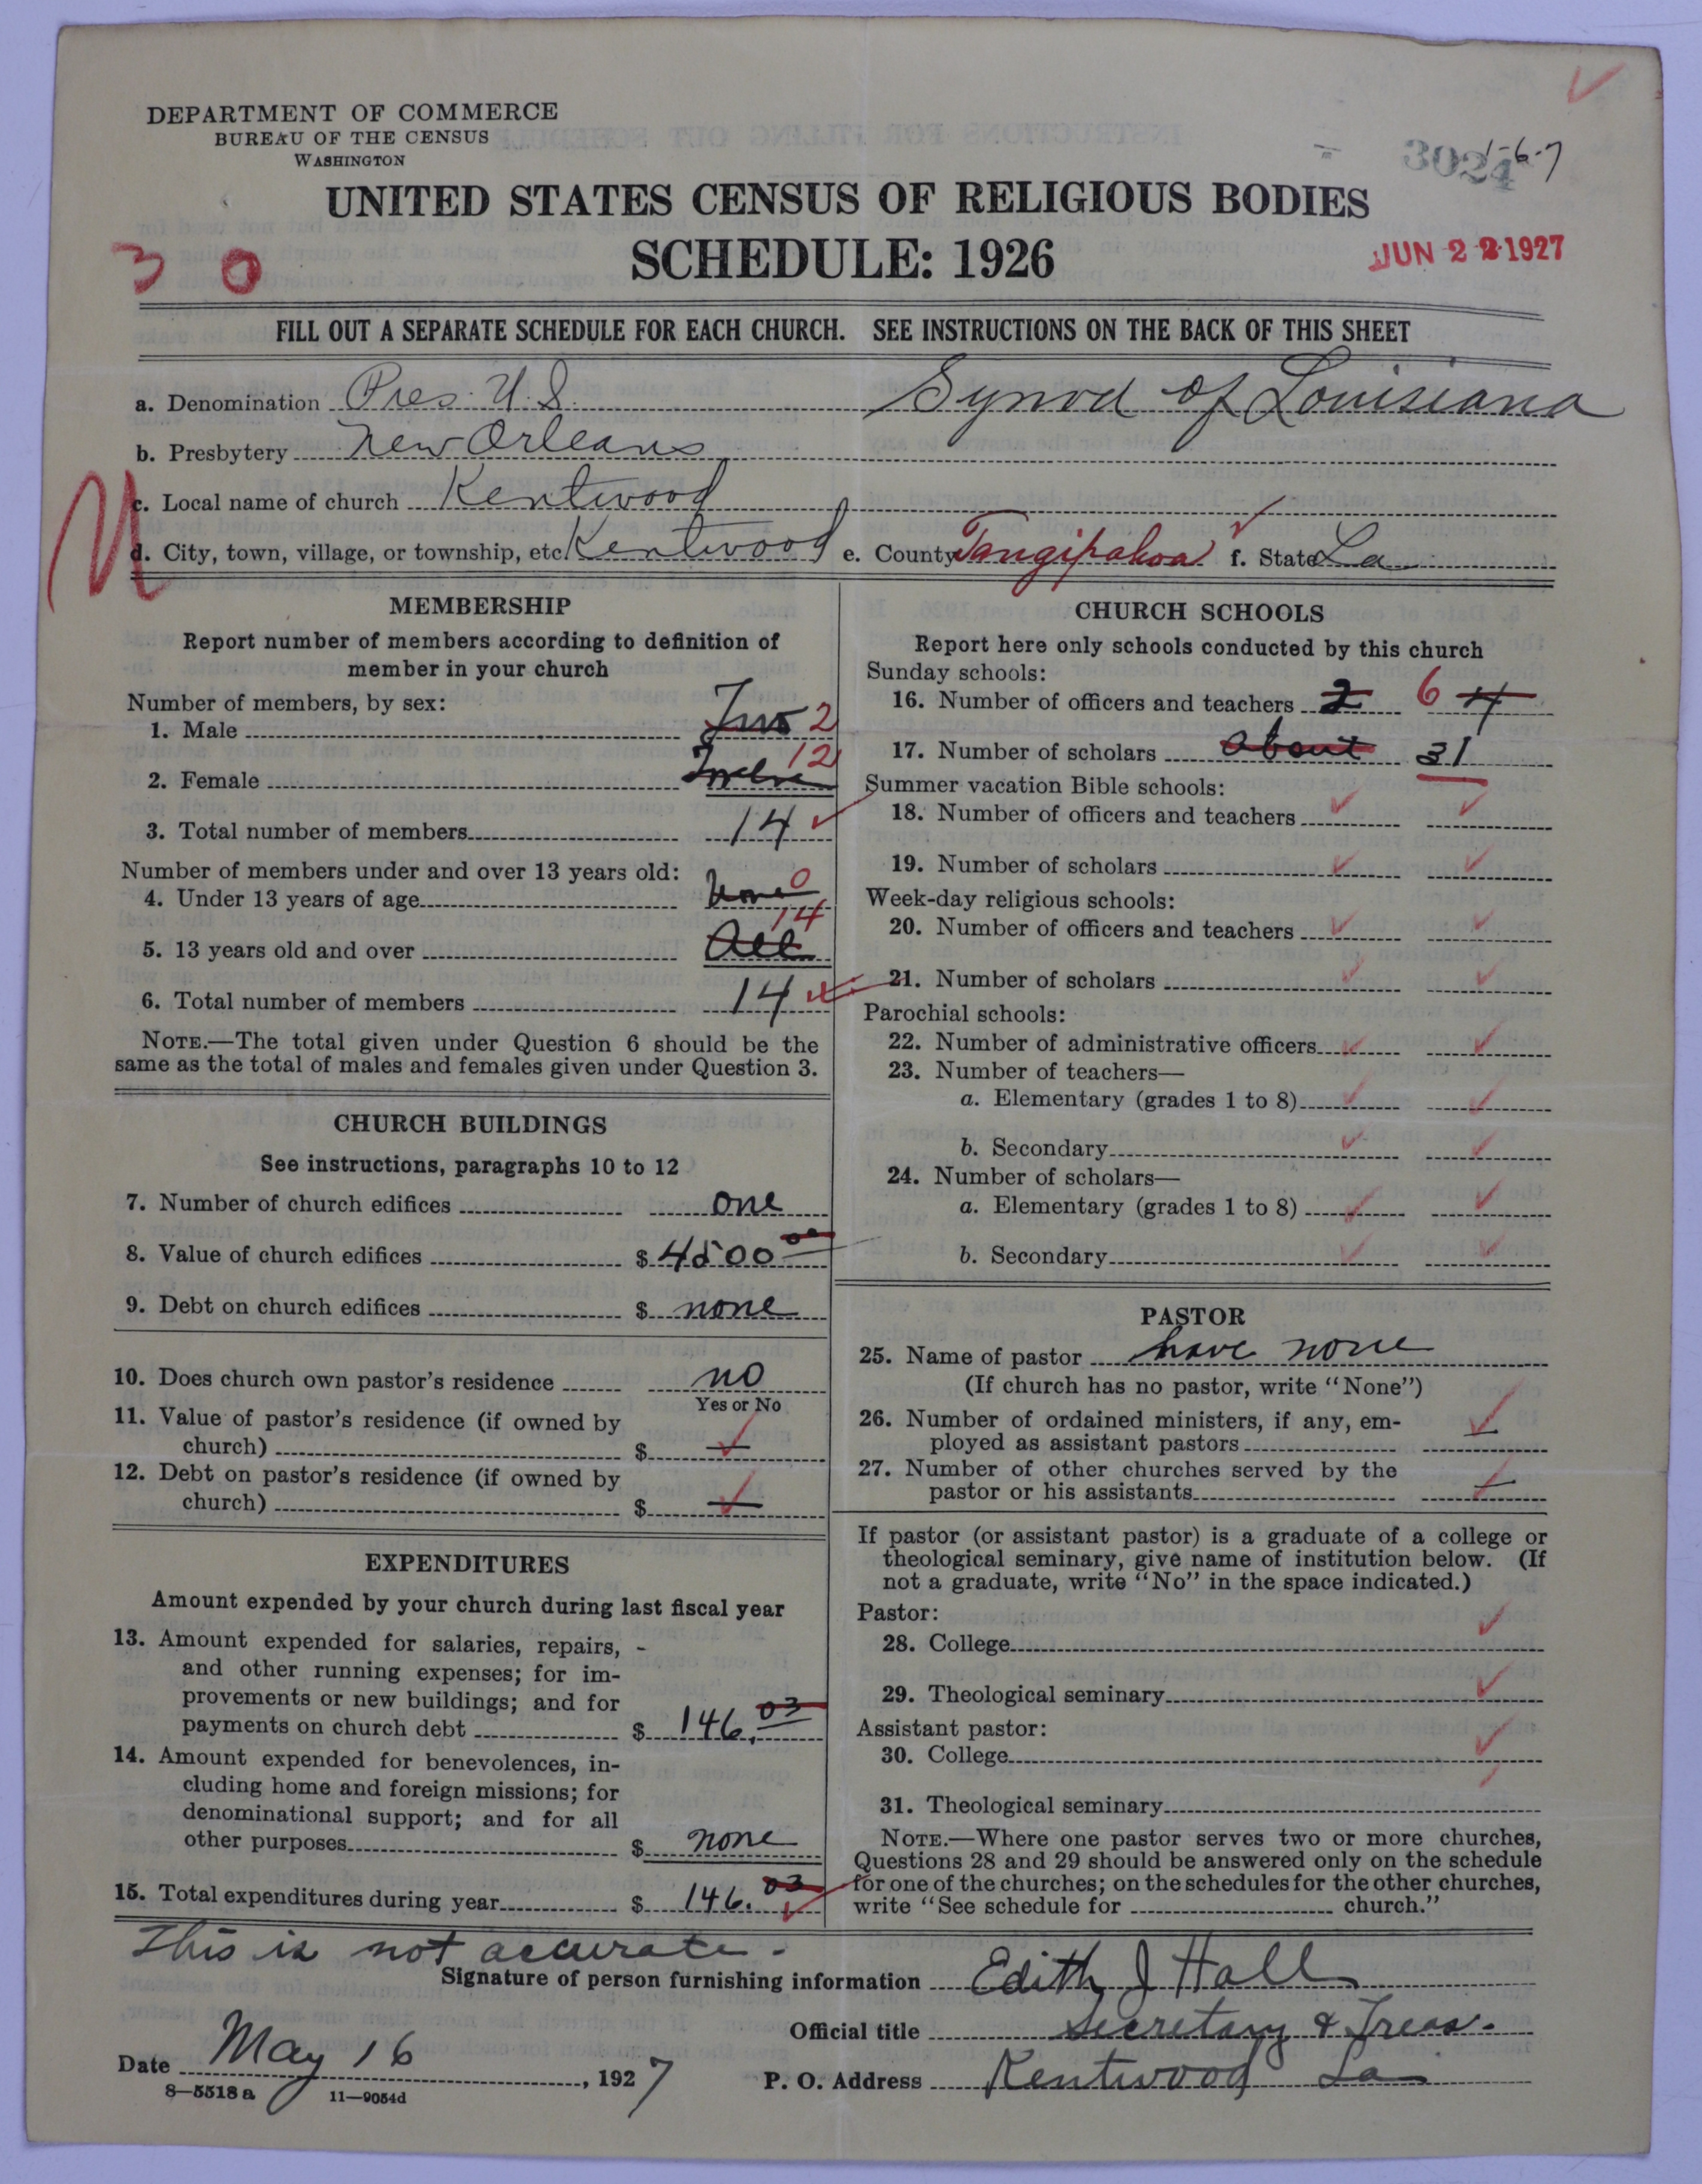 DEPARTMENT OF COMMERCE
BUREAU OF THE CENSUS
WASHINGTON
3024
1-6-7
UNITED STATES CENSUS OF RELIGIOUS BODIES
SCHEDULE: 1926
3 0
JUN 22 1927
FILL OUT A SEPARATE SCHEDULE FOR EACH CHURCH. SEE INSTRUCTIONS ON THE BACK OF THIS SHEET
a. Denomination Pres. U.S. Synod of Louisiana
b. Presbytery New Orleans
c. Local name of church Kentwood
d. City, town, village, or township, etc. Kentwood e. County Tangipahoa f. State La
MEMBERSHIP
Report number of members according to definition of
member in your church
Number of members, by sex:
1. Male Two 2
2. Female Twelve 12
3. Total number of members 14
Number of members under and over 13 years old:
4. Under 13 years of age None 0
5. 13 years old and over All 14
6. Total number of members 14
NOTE.—The total given under Question 6 should be the
same as the total of males and females given under Question 3.
CHURCH BUILDINGS
See instructions, paragraphs 10 to 12
7. Number of church edifices one
8. Value of church edifices $ 4500 00
9. Debt on church edifices $ none
10. Does church own pastor's residence no
Yes or No
11. Value of pastor's residence (if owned by
church) $ —
12. Debt on pastor's residence (if owned by
church) $ —
EXPENDITURES
Amount expended by your church during last fiscal year
13. Amount expended for salaries, repairs,
and other running expenses; for im-
provements or new buildings; and for
payments on church debt $ 146.03
14. Amount expended for benevolences, in-
cluding home and foreign missions; for
denominational support; and for all
other purposes $ none
15. Total expenditures during year $ 146.03
CHURCH SCHOOLS
Report here only schools conducted by this church
Sunday schools:
16. Number of officers and teachers 2 6 4
17. Number of scholars about 31
Summer vacation Bible schools:
18. Number of officers and teachers
19. Number of scholars
Week-day religious schools:
20. Number of officers and teachers
21. Number of scholars
Parochial schools:
22. Number of administrative officers
23. Number of teachers—
a. Elementary (grades 1 to 8)
b. Secondary
24. Number of scholars—
a. Elementary (grades 1 to 8)
b. Secondary
PASTOR
25. Name of pastor have none
(If church has no pastor, write "None")
26. Number of ordained ministers, if any, em-
ployed as assistant pastors —
27. Number of other churches served by the
pastor or his assistants —
If pastor (or assistant pastor) is a graduate of a college or
theological seminary, give name of institution below. (If
not a graduate, write "No" in the space indicated.)
Pastor:
28. College
29. Theological seminary
Assistant pastor:
30. College
31. Theological seminary
NOTE.—Where one pastor serves two or more churches,
Questions 28 and 29 should be answered only on the schedule
for one of the churches; on the schedules for the other churches,
write "See schedule for church."
This is not accurate.
Signature of person furnishing information Edith J Hall
Official title Secretary & Treas.
Date May 16, 1927 P. O. Address Kentwood La
8—5518 a 11—9054d